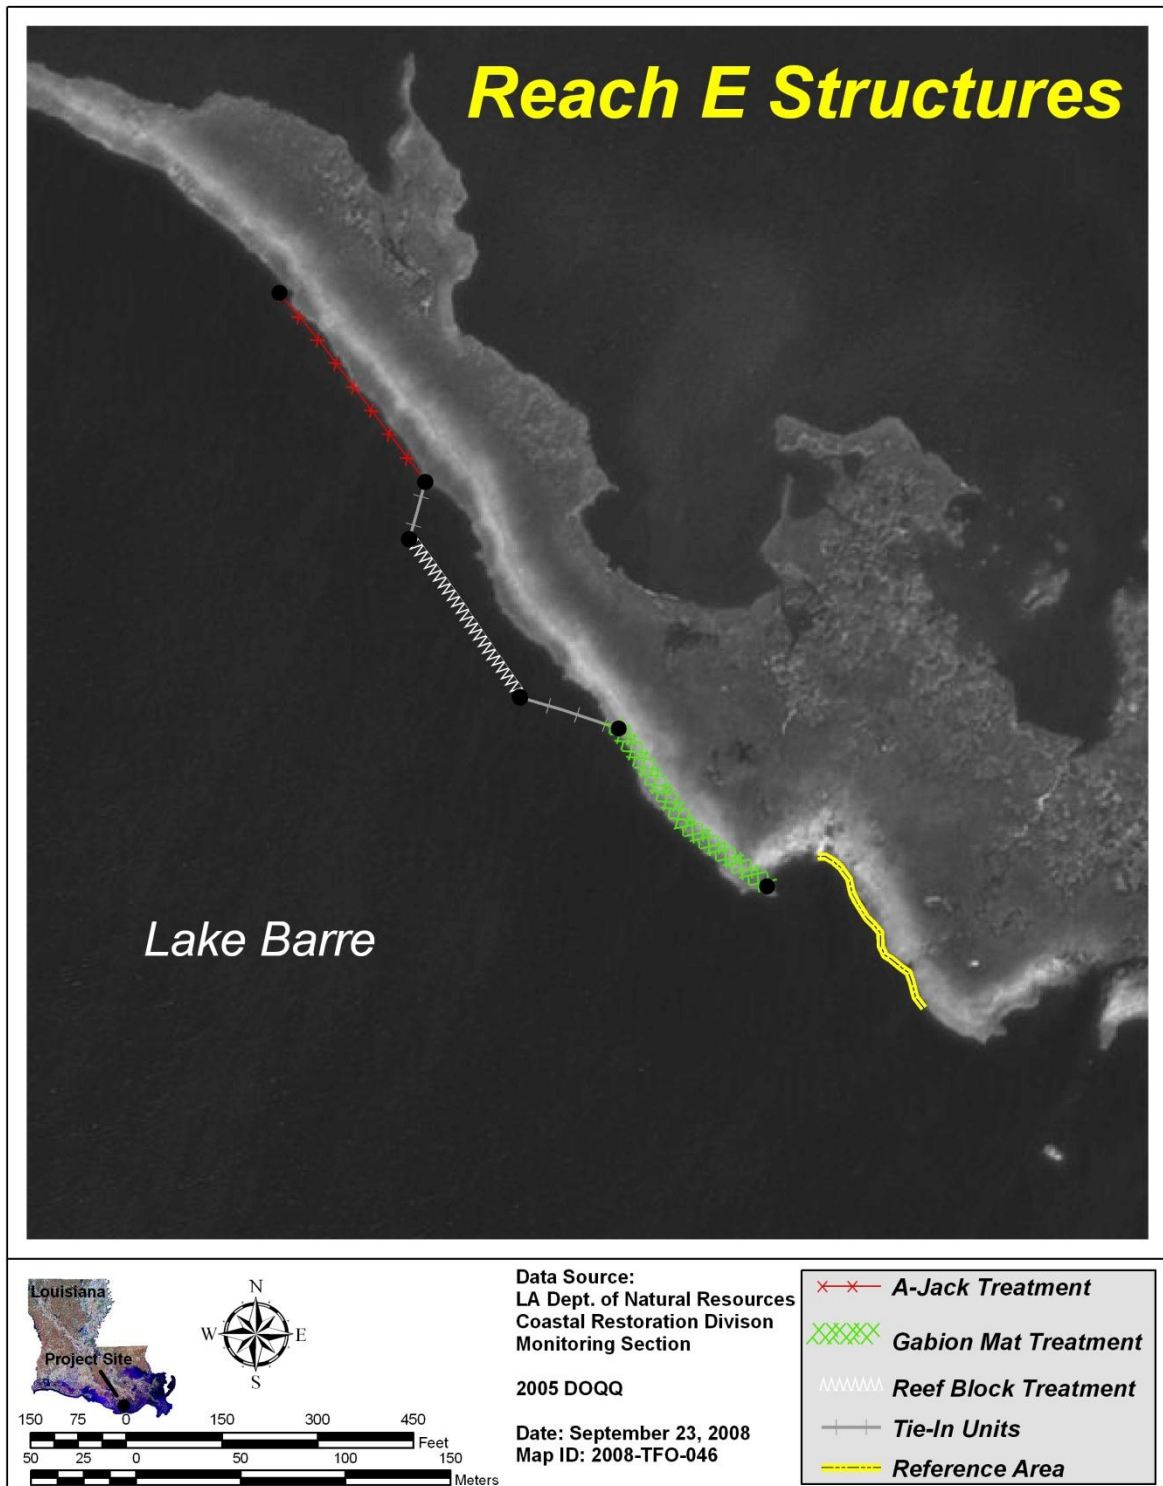 Reach E Structures
Lake Barre
Louisiana
Project Site
N
W
E
S
150 75 0 150 300 450
Feet
50 25 0 50 100 150
Meters
Data Source:
LA Dept. of Natural Resources
Coastal Restoration Divison
Monitoring Section
2005 DOQQ
Date: September 23, 2008
Map ID: 2008-TFO-046
A-Jack Treatment
Gabion Mat Treatment
Reef Block Treatment
Tie-In Units
Reference Area